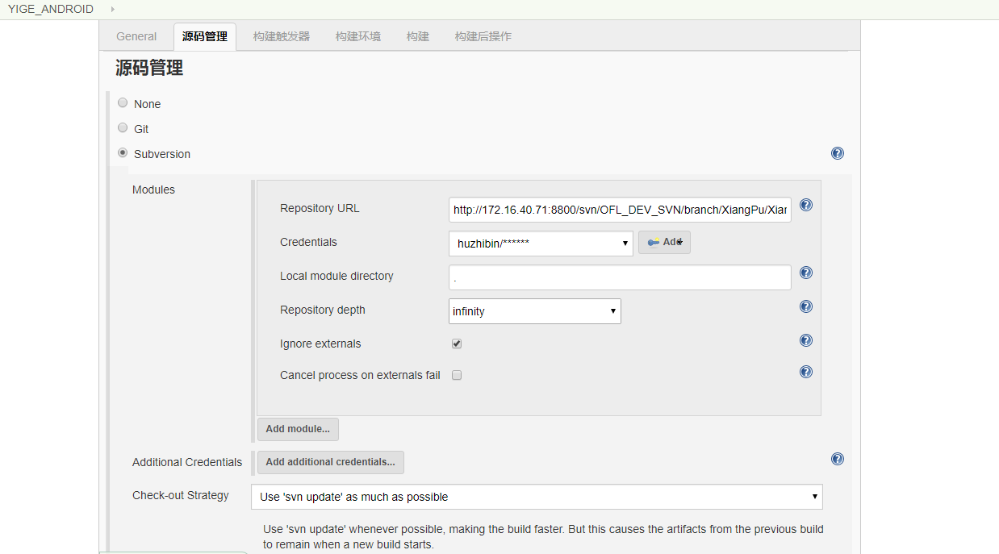 YIGE_ANDROID
General 源码管理 构建触发器 构建环境 构建 构建后操作
源码管理
None
Git
Subversion
Modules
Repository URL http://172.16.40.71:8800/svn/OFL_DEV_SVN/branch/XiangPu/Xiar
Credentials huzhibin/****** Add
Local module directory .
Repository depth infinity
Ignore externals
Cancel process on externals fail
Add module...
Additional Credentials Add additional credentials...
Check-out Strategy Use 'svn update' as much as possible
Use 'svn update' whenever possible, making the build faster. But this causes the artifacts from the previous build
to remain when a new build starts.